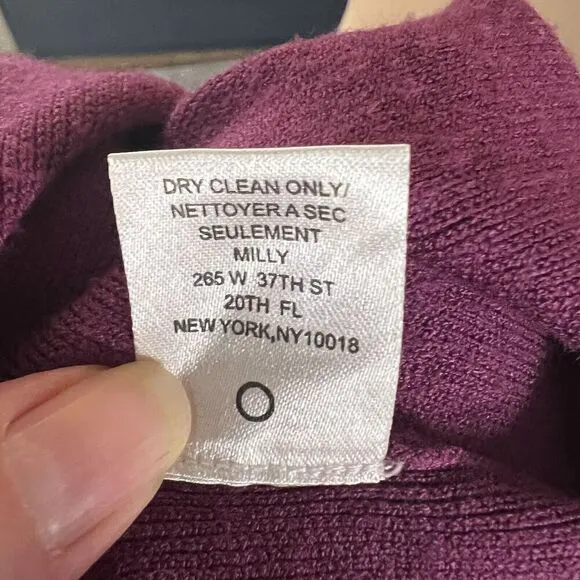 DRY CLEAN ONLY/
NETTOYER A SEC
SEULEMENT
MILLY
265 W 37TH ST
20TH FL
NEW YORK,NY10018